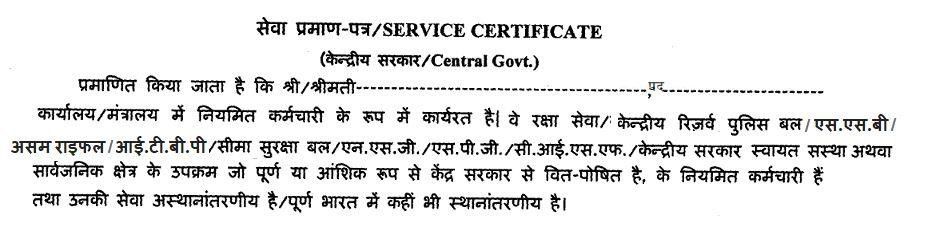 सेवा प्रमाण-पत्र/SERVICE CERTIFICATE
(केन्द्रीय सरकार/Central Govt.)
प्रमाणित किया जाता है कि श्री/श्रीमती------------------------------------------,पद-----------------------
कार्यालय/मंत्रालय में नियमित कर्मचारी के रूप में कार्यरत है| वे रक्षा सेवा/ केन्द्रीय रिज़र्व पुलिस बल/एस.एस.बी/
असम राइफल/आई.टी.बी.पी/सीमा सुरक्षा बल/एन.एस.जी./एस.पी.जी./सी.आई.एस.एफ./केन्द्रीय सरकार स्वायत सस्था अथवा
सार्वजनिक क्षेत्र के उपक्रम जो पूर्ण या आंशिक रूप से केंद्र सरकार से वित-पोषित है, के नियमित कर्मचारी हैं
तथा उनकी सेवा अस्थानांतरणीय है/पूर्ण भारत में कहीं भी स्थानांतरणीय है।